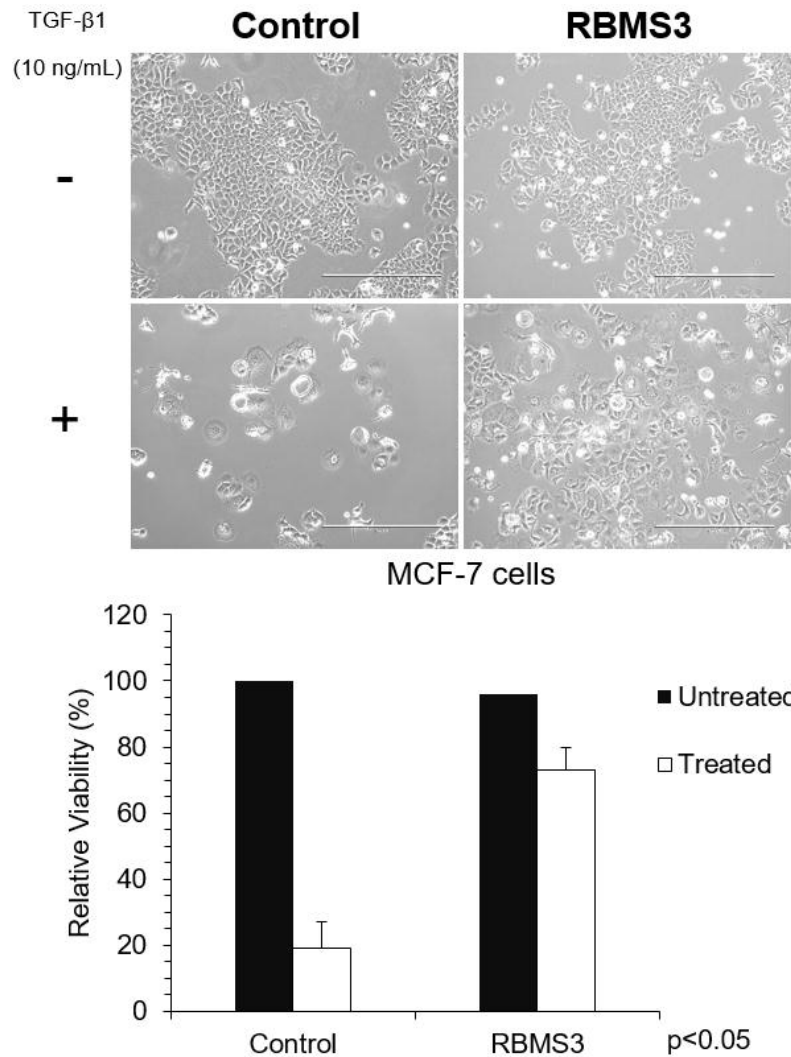 TGF-β1
(10 ng/mL)
Control
RBMS3
-
+
MCF-7 cells
Relative Viability (%)
120
100
80
60
40
20
0
Untreated
Treated
Control
RBMS3
p<0.05